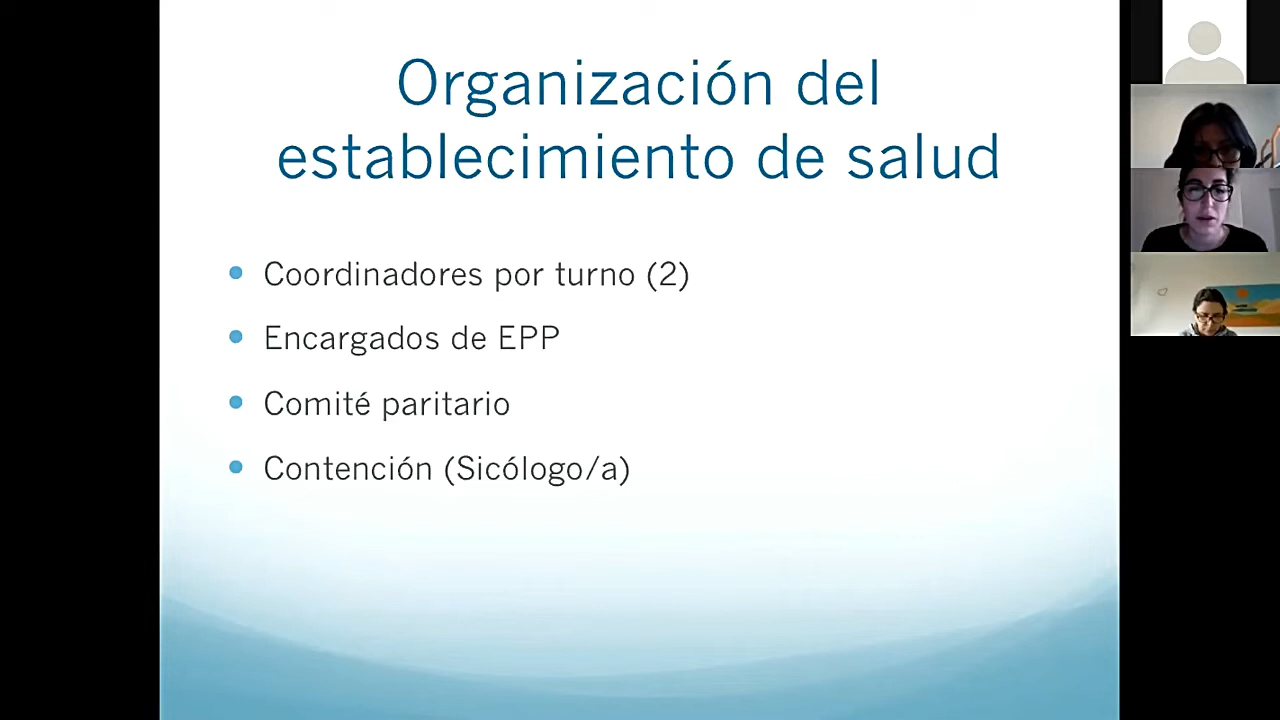 Organización del
establecimiento de salud
Coordinadores por turno (2)
Encargados de EPP
Comité paritario
Contención (Sicólogo/a)